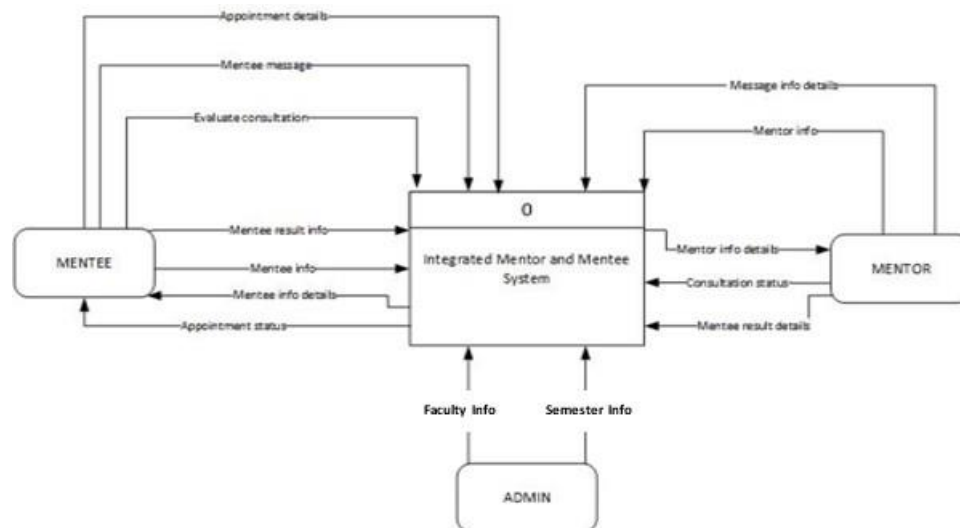 Appointment details
Mentee message
Message info details
Evaluate consultation
Mentor info
0
Mentee result info
Integrated Mentor and Mentee
System
Mentor info details
MENTEE
MENTOR
Mentee info
Consultation status
Mentee info details
Appointment status
Mentee result details
Faculty Info
Semester Info
ADMIN